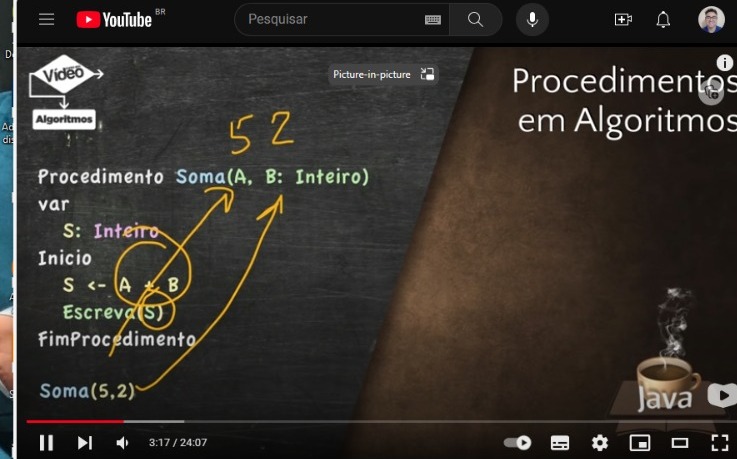 YouTube BR
Pesquisar
Vídeo
Algoritmos
Picture-in-picture
i
Procedimentos
em Algoritmos
5 2
Procedimento Soma(A, B: Inteiro)
var
S: Inteiro
Inicio
S <- A + B
Escreva(S)
FimProcedimento
Soma(5,2)
Java
3:17 / 24:07